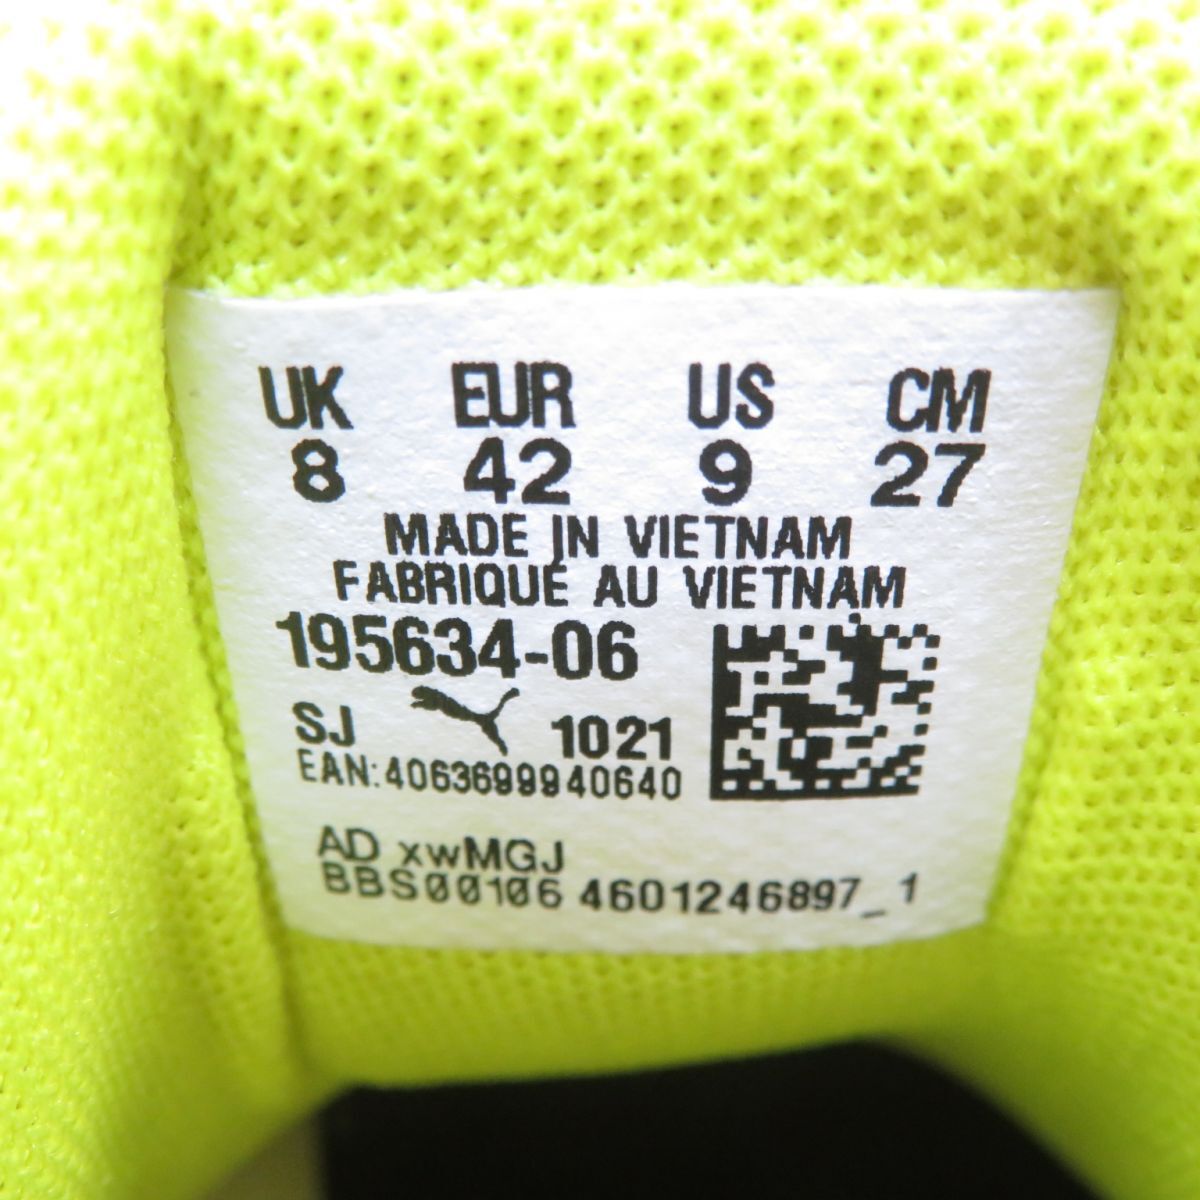 UK EUR US CM
8 42 9 27
MADE IN VIETNAM
FABRIQUÉ AU VIETNAM
195634-06
SJ 1021
EAN:4063699940640
AD xwMGJ
BBS00106 4601246897_1